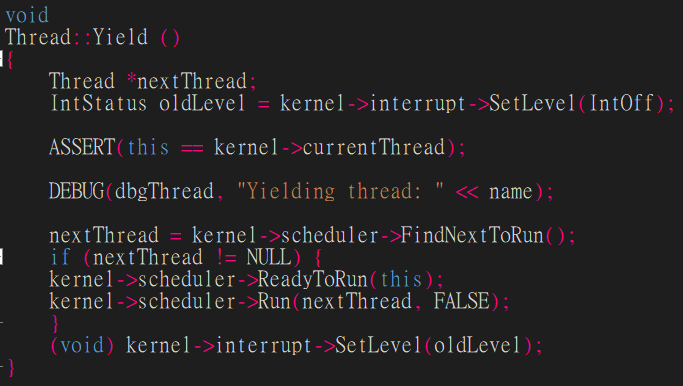 void
Thread::Yield ()
{
    Thread *nextThread;
    IntStatus oldLevel = kernel->interrupt->SetLevel(IntOff);

    ASSERT(this == kernel->currentThread);

    DEBUG(dbgThread, "Yielding thread: " << name);

    nextThread = kernel->scheduler->FindNextToRun();
    if (nextThread != NULL) {
    kernel->scheduler->ReadyToRun(this);
    kernel->scheduler->Run(nextThread, FALSE);
    }
    (void) kernel->interrupt->SetLevel(oldLevel);
}